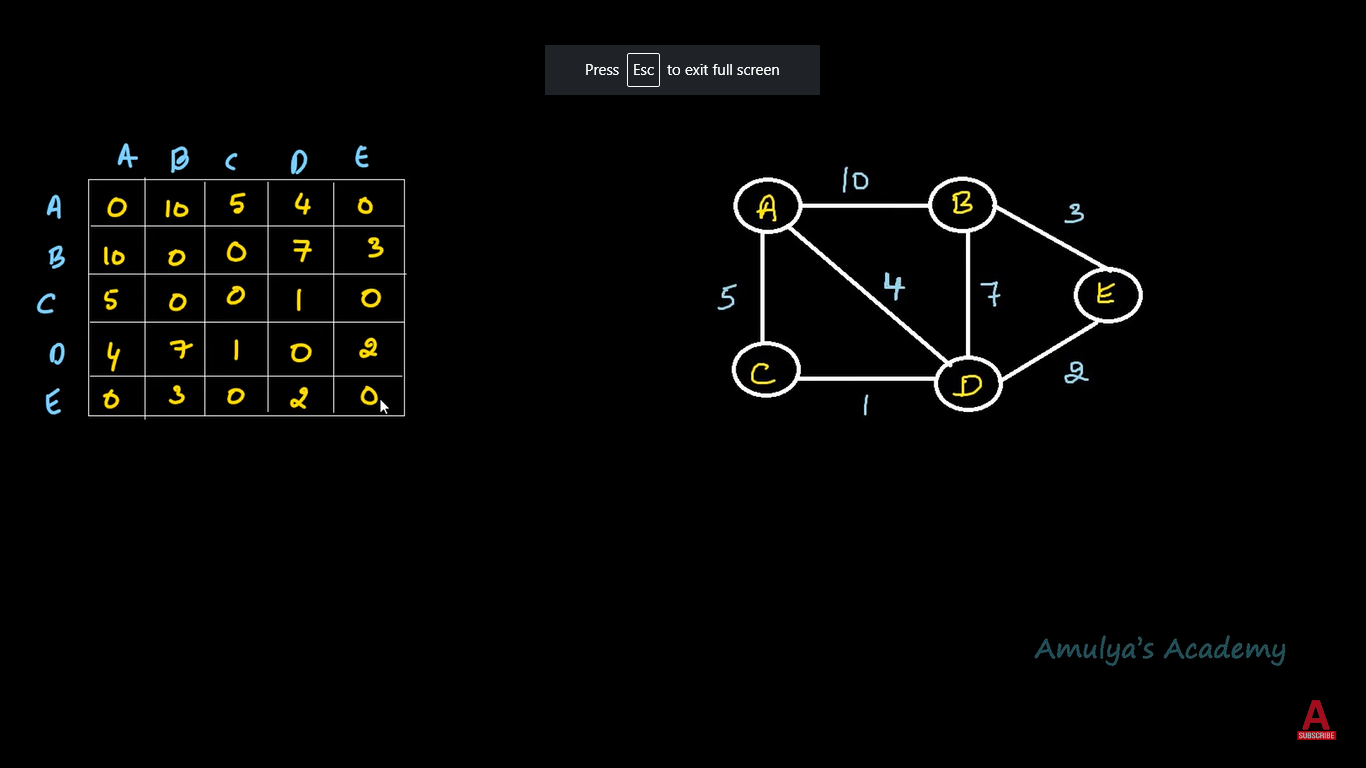 Press Esc to exit full screen
A B C D E
A 0 10 5 4 0
B 10 0 0 7 3
C 5 0 0 1 0
D 4 7 1 0 2
E 0 3 0 2 0
10
A B
3
5 4 7 E
C D
2
1
Amulya's Academy
A
SUBSCRIBE